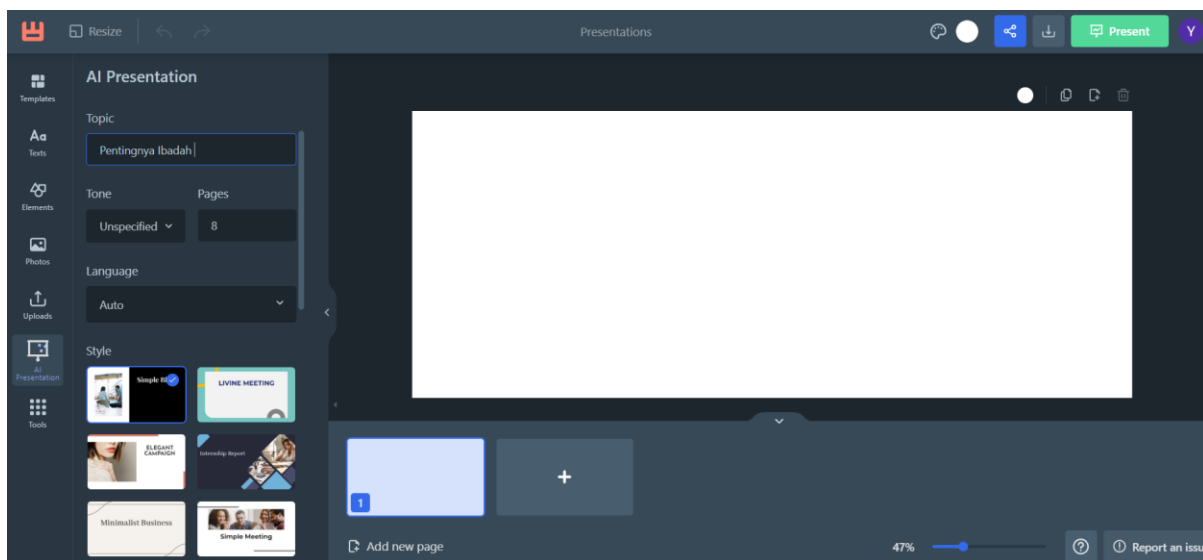 Resize
Presentations
Present
Y
Templates
Texts
Elements
Photos
Uploads
AI
Presentation
Tools
AI Presentation
Topic
Pentingnya Ibadah
Tone
Pages
Unspecified
8
Language
Auto
Style
Simple
LIVINE MEETING
ELEGANT
CAMPAIGN
Internship Report
Minimalist Business
Simple Meeting
1
Add new page
47%
Report an issu